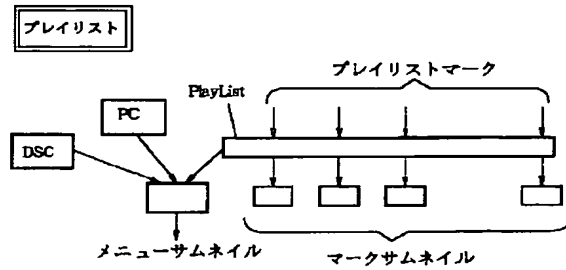 プレイリスト
プレイリストマーク
PlayList
PC
DSC
メニューサムネイル
マークサムネイル